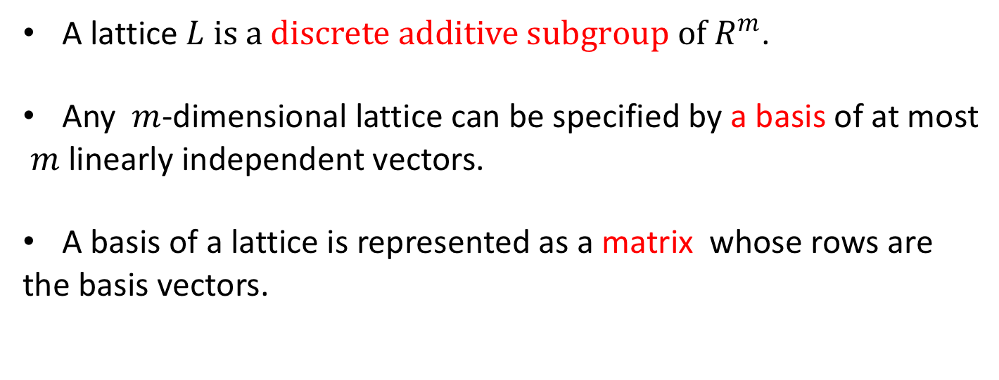 • A lattice L is a discrete additive subgroup of Rᵐ.
• Any m-dimensional lattice can be specified by a basis of at most
m linearly independent vectors.
• A basis of a lattice is represented as a matrix whose rows are
the basis vectors.